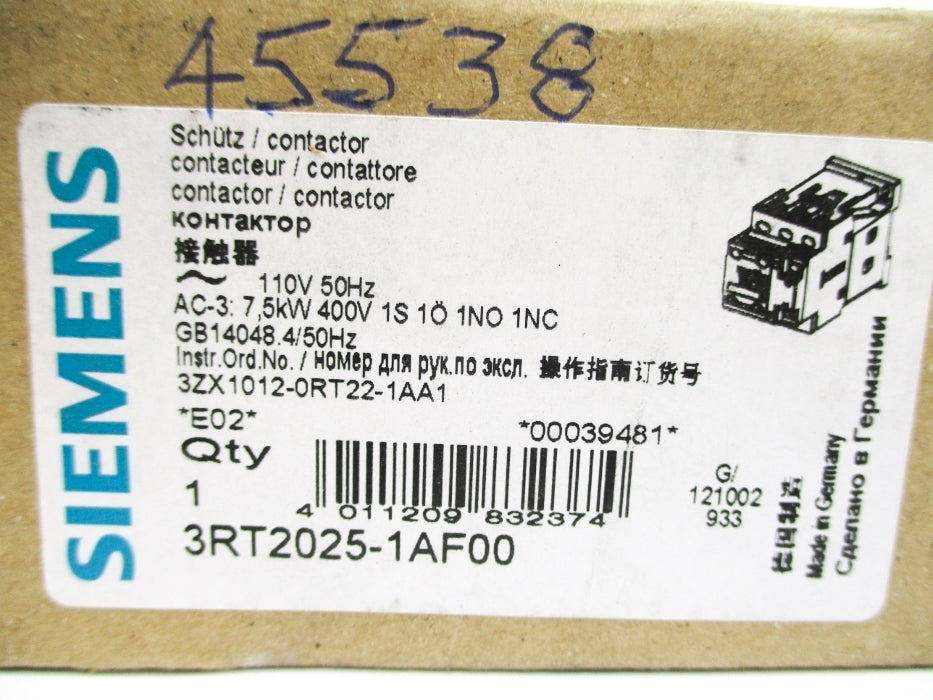 45538
SIEMENS
Schütz / contactor
contacteur / contattore
contactor / contactor
контактор
接触器
~ 110V 50Hz
AC-3: 7,5kW 400V 1S 1Ö 1NO 1NC
GB14048.4/50Hz
Instr.Ord.No. / номер для рук.по экcл. 操作指南订货号
3ZX1012-0RT22-1AA1
*E02* *00039481*
Qty
1
4 011209 832374
3RT2025-1AF00
G/
121002
933
德国制造
Made in Germany
Сделано в Германии